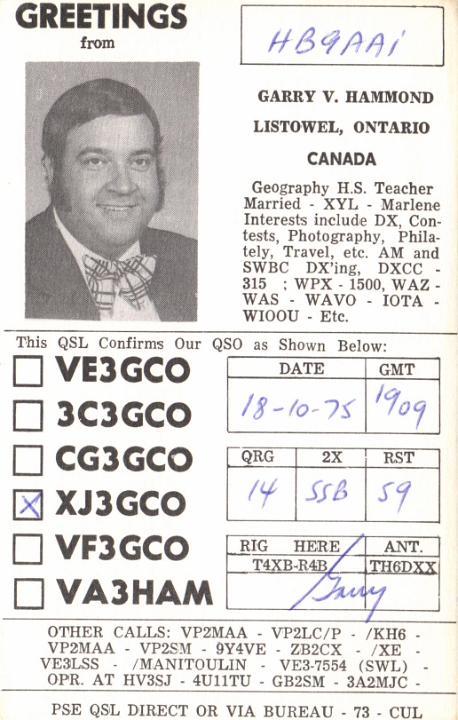 GREETINGS
from
HB9AAI
GARRY V. HAMMOND
LISTOWEL, ONTARIO
CANADA
Geography H.S. Teacher
Married - XYL - Marlene
Interests include DX, Con-
tests, Photography, Phila-
tely, Travel, etc. AM and
SWBC DX'ing, DXCC -
315 ; WPX - 1500, WAZ -
WAS - WAVO - IOTA -
WIOOU - Etc.
This QSL Confirms Our QSO as Shown Below:
VE3GCO
3C3GCO
CG3GCO
X XJ3GCO
VF3GCO
VA3HAM
DATE GMT
18-10-75 1909
QRG 2X RST
14 SSB 59
RIG HERE ANT.
T4XB-R4B TH6DXX
Garry
OTHER CALLS: VP2MAA - VP2LC/P - /KH6 -
VP2MAA - VP2SM - 9Y4VE - ZB2CX - /XE -
VE3LSS - /MANITOULIN - VE3-7554 (SWL) -
OPR. AT HV3SJ - 4U11TU - GB2SM - 3A2MJC -
PSE QSL DIRECT OR VIA BUREAU - 73 - CUL